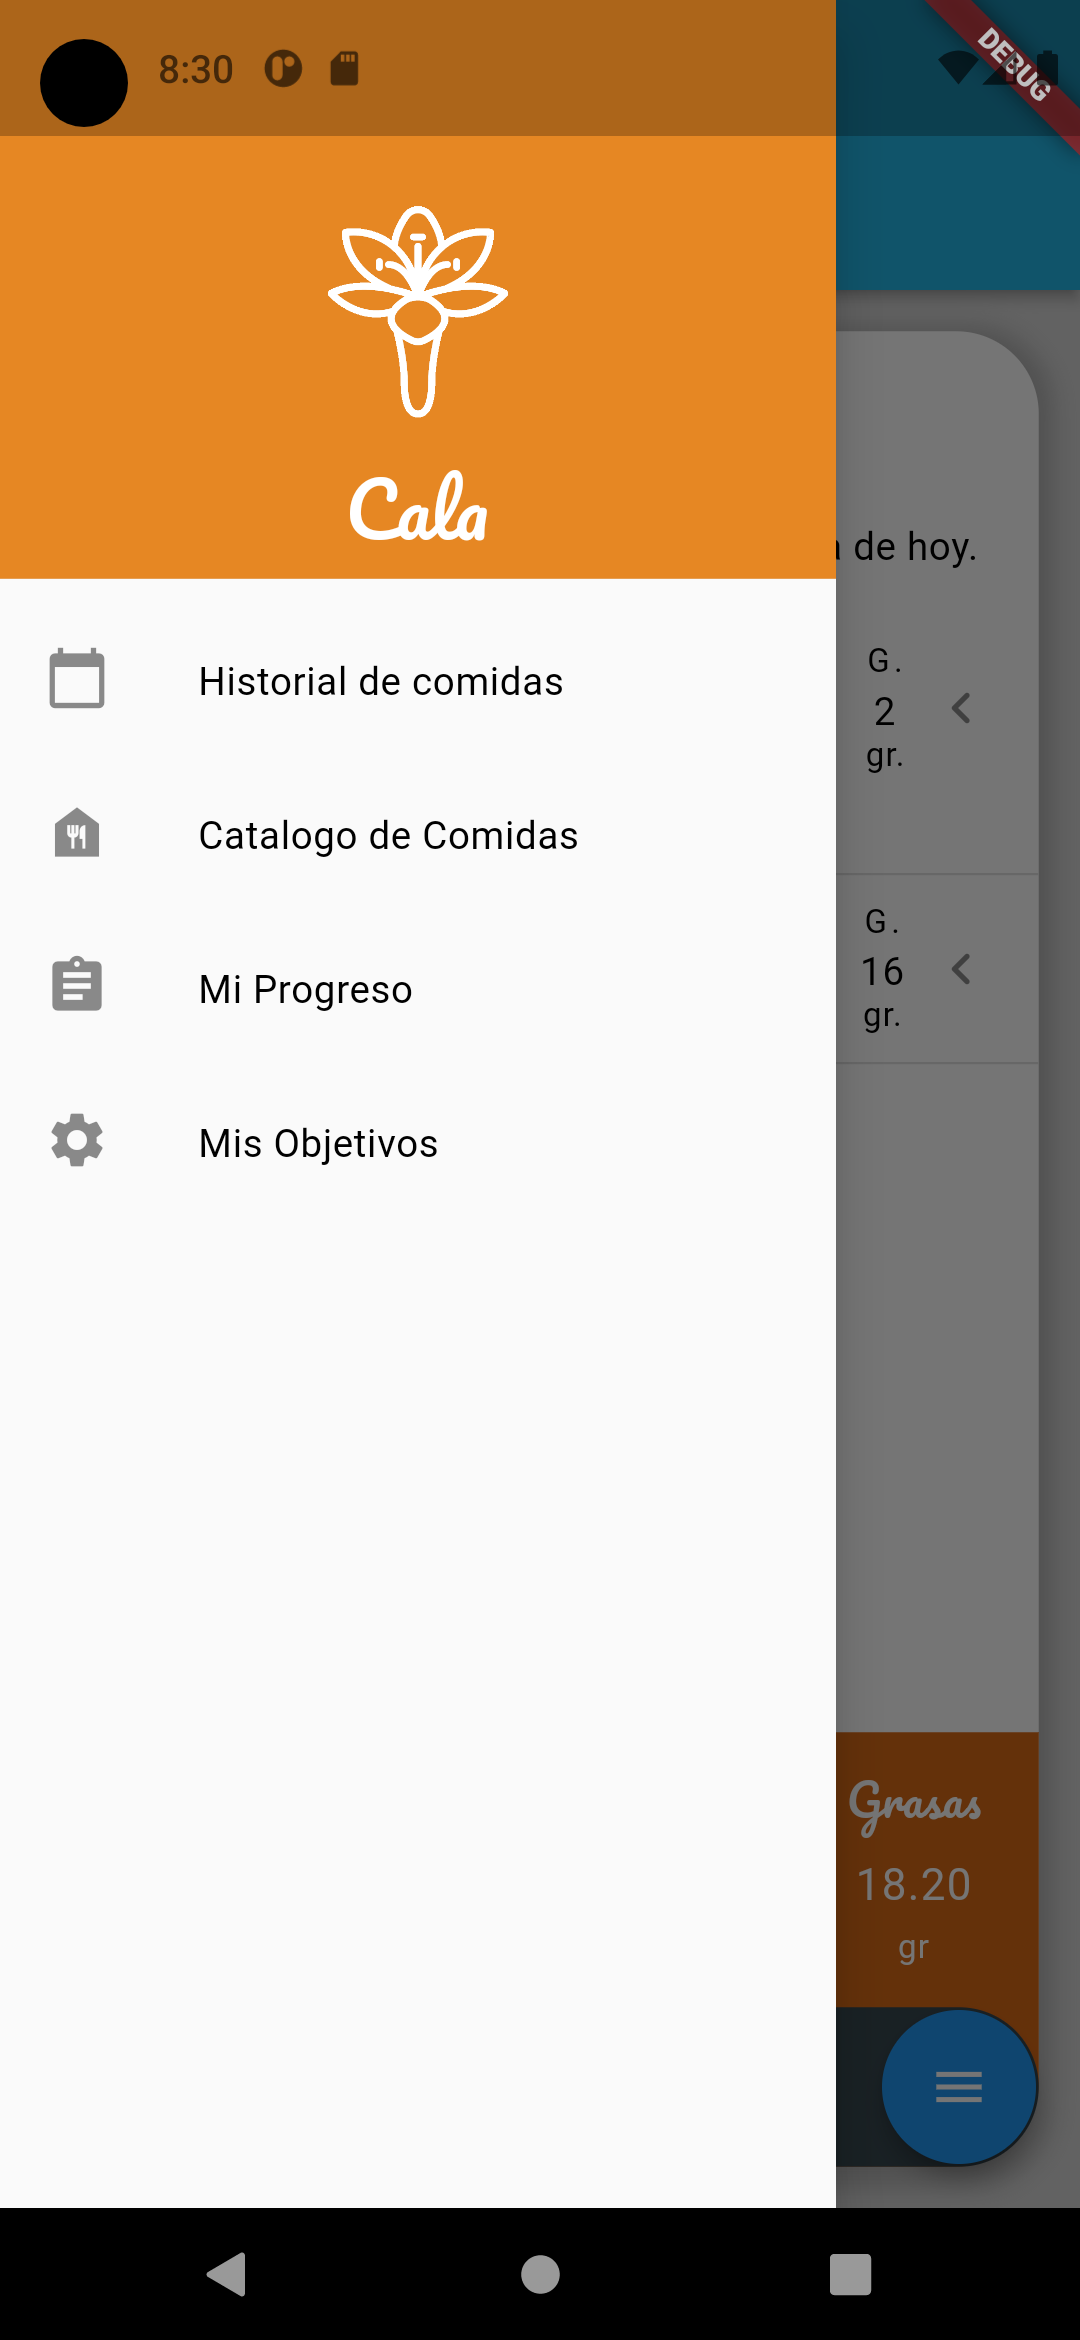 8:30
DEBUG
Cala
de hoy.
Historial de comidas
G.
2
gr.
Catalogo de Comidas
G.
16
gr.
Mi Progreso
Mis Objetivos
Grasas
18.20
gr